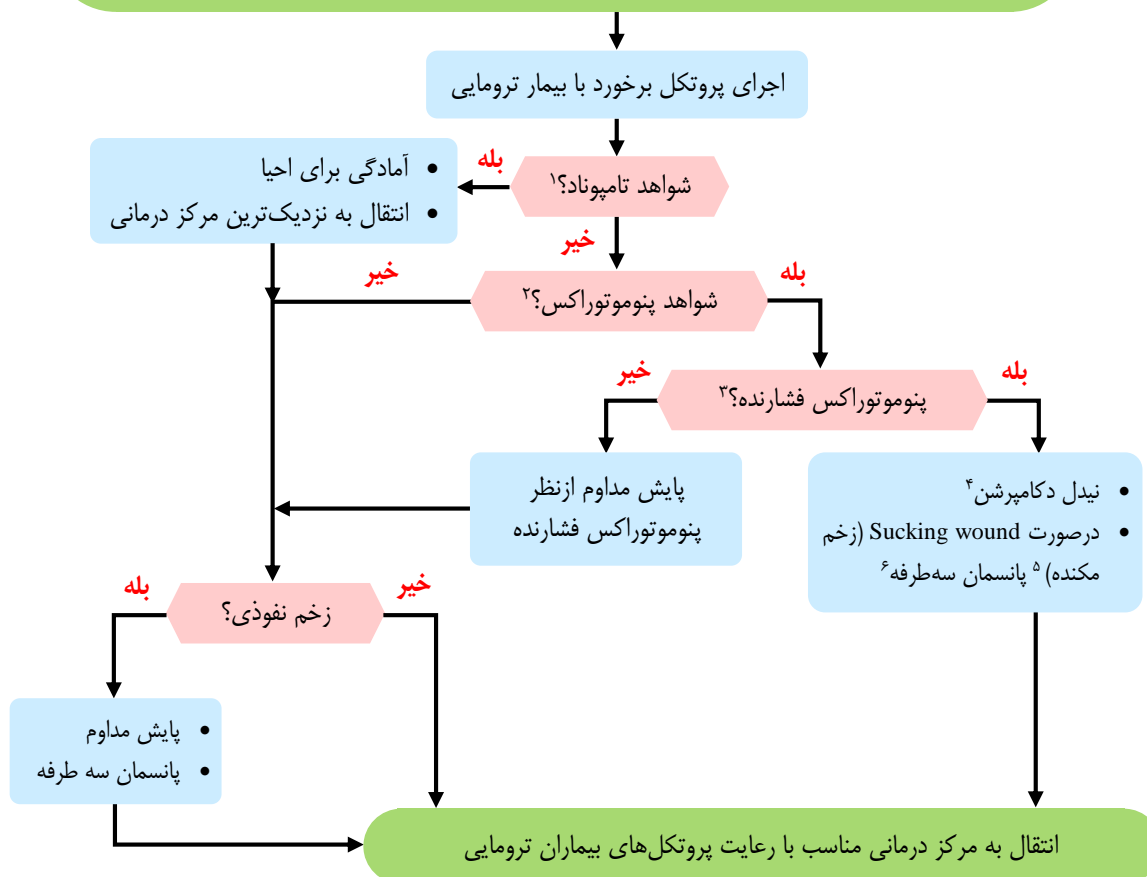 اجرای پروتکل برخورد با بیمار ترومایی
شواهد تامپوناد؟۱
بله
• آمادگی برای احیا
• انتقال به نزدیک‌ترین مرکز درمانی
خیر
شواهد پنوموتوراکس؟۲
خیر
بله
پنوموتوراکس فشارنده؟۳
خیر
بله
پایش مداوم ازنظر
پنوموتوراکس فشارنده
• نیدل دکامپرشن۴
• درصورت Sucking wound (زخم
مکنده)۵ پانسمان سه‌طرفه۶
زخم نفوذی؟
بله
خیر
• پایش مداوم
• پانسمان سه طرفه
انتقال به مرکز درمانی مناسب با رعایت پروتکل‌های بیماران ترومایی